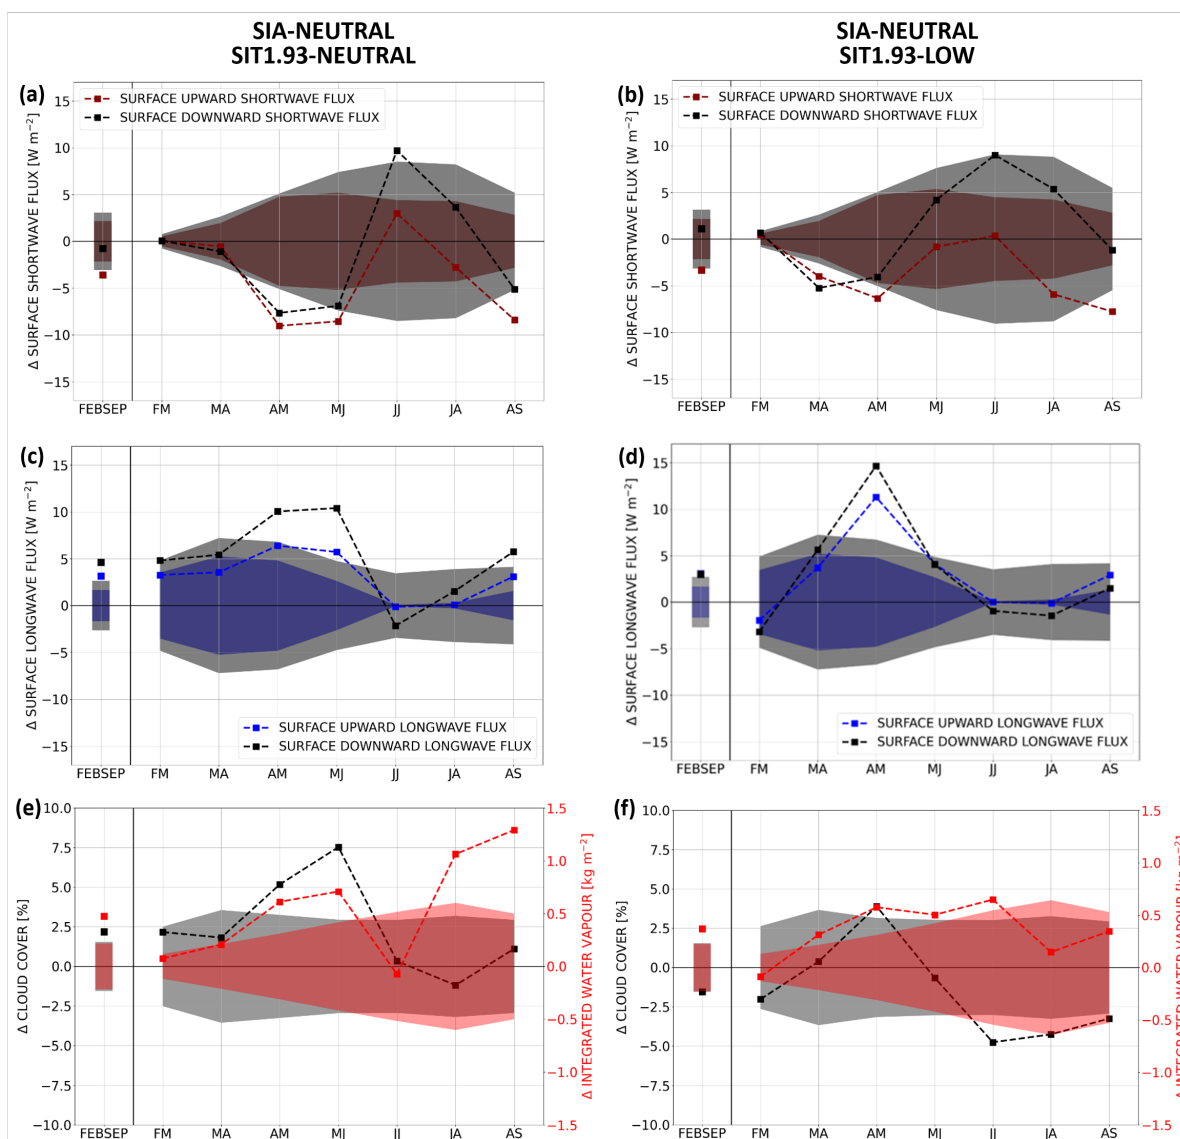 SIA-NEUTRAL
SIT1.93-NEUTRAL
SIA-NEUTRAL
SIT1.93-LOW
(a)
SURFACE UPWARD SHORTWAVE FLUX
SURFACE DOWNWARD SHORTWAVE FLUX
Δ SURFACE SHORTWAVE FLUX [W m⁻²]
15
10
5
0
−5
−10
−15
FEBSEP FM MA AM MJ JJ JA AS
(b)
SURFACE UPWARD SHORTWAVE FLUX
SURFACE DOWNWARD SHORTWAVE FLUX
Δ SURFACE SHORTWAVE FLUX [W m⁻²]
15
10
5
0
−5
−10
−15
FEBSEP FM MA AM MJ JJ JA AS
(c)
Δ SURFACE LONGWAVE FLUX [W m⁻²]
15
10
5
0
−5
−10
−15
SURFACE UPWARD LONGWAVE FLUX
SURFACE DOWNWARD LONGWAVE FLUX
FEBSEP FM MA AM MJ JJ JA AS
(d)
Δ SURFACE LONGWAVE FLUX [W m⁻²]
15
10
5
0
−5
−10
−15
SURFACE UPWARD LONGWAVE FLUX
SURFACE DOWNWARD LONGWAVE FLUX
FEBSEP FM MA AM MJ JJ JA AS
(e)
Δ CLOUD COVER [%]
10.0
7.5
5.0
2.5
0.0
−2.5
−5.0
−7.5
−10.0
1.5
1.0
0.5
0.0
−0.5
−1.0
−1.5
Δ INTEGRATED WATER VAPOUR [kg m⁻²]
FEBSEP FM MA AM MJ JJ JA AS
(f)
Δ CLOUD COVER [%]
10.0
7.5
5.0
2.5
0.0
−2.5
−5.0
−7.5
−10.0
1.5
1.0
0.5
0.0
−0.5
−1.0
−1.5
Δ INTEGRATED WATER VAPOUR [kg m⁻²]
FEBSEP FM MA AM MJ JJ JA AS